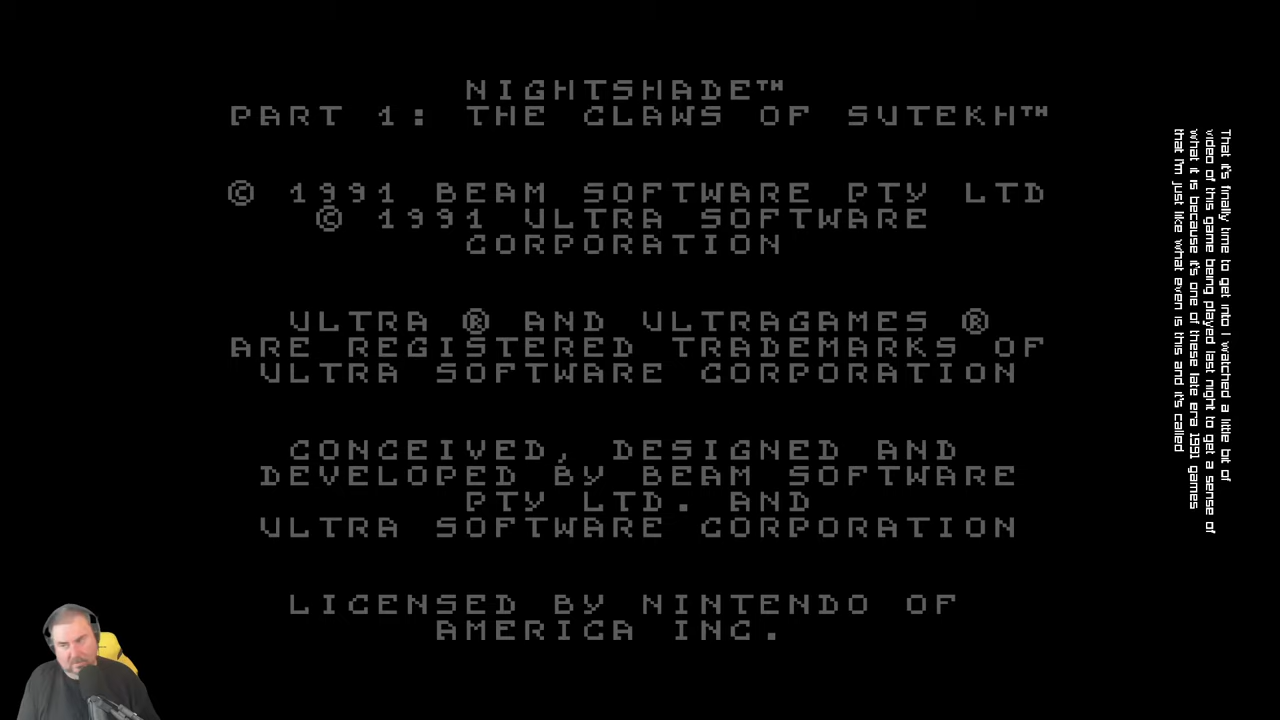 NIGHTSHADE™
PART 1: THE CLAWS OF SUTEKH™
© 1991 BEAM SOFTWARE PTY LTD
© 1991 ULTRA SOFTWARE
CORPORATION
ULTRA ® AND ULTRAGAMES ®
ARE REGISTERED TRADEMARKS OF
ULTRA SOFTWARE CORPORATION
CONCEIVED, DESIGNED AND
DEVELOPED BY BEAM SOFTWARE
PTY LTD. AND
ULTRA SOFTWARE CORPORATION
LICENSED BY NINTENDO OF
AMERICA INC.
That it's finally time to get into I watched a little bit of
video of this game being played last night to get a sense of
what it is because it's one of these late era 1991 games
that I'm just like what even is this and it's called